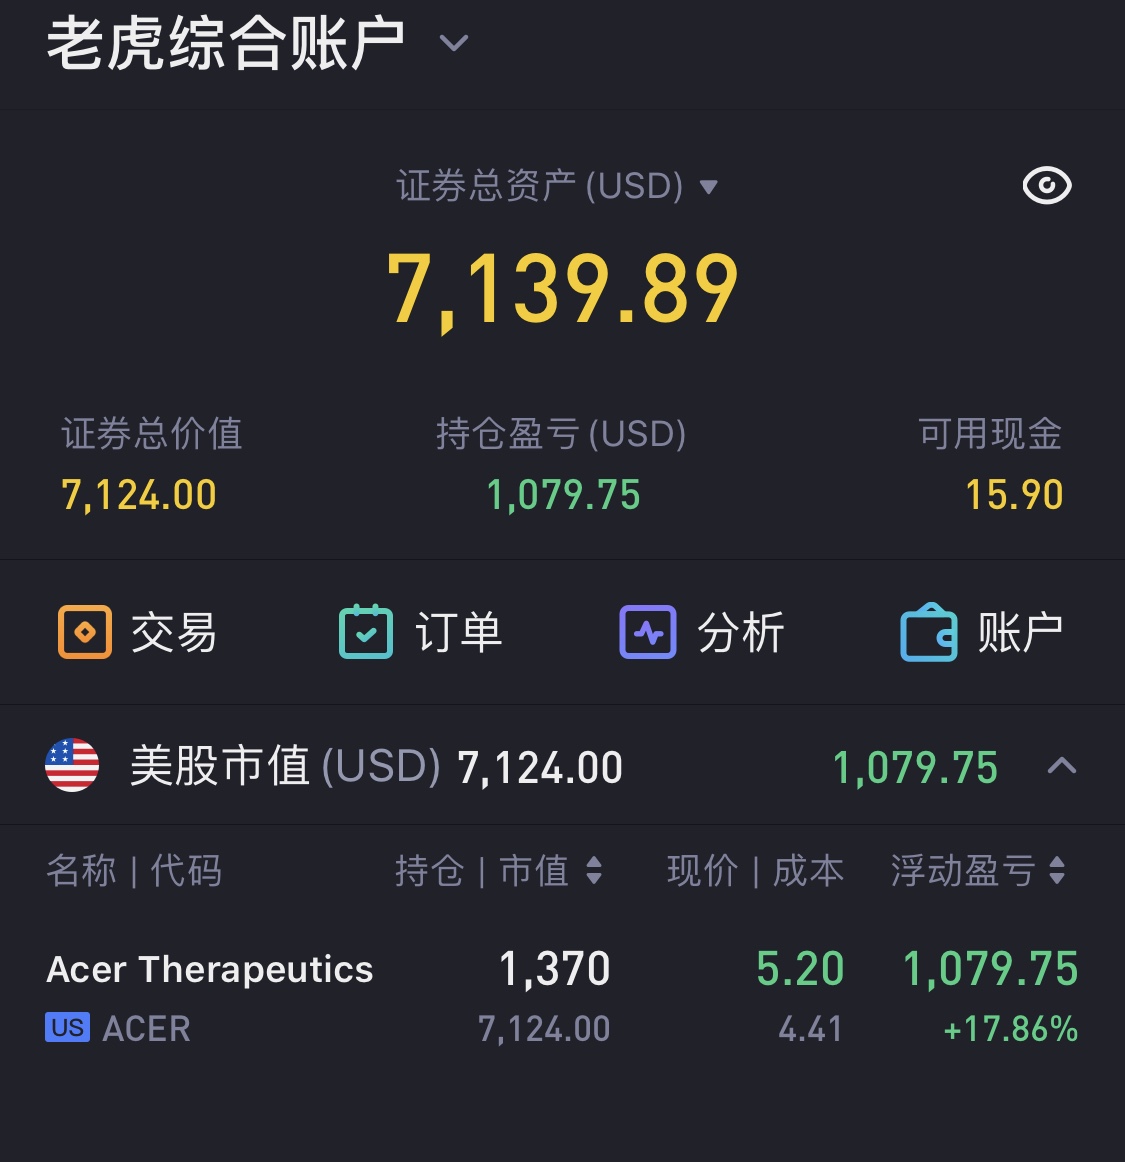 老虎综合账户
证券总资产(USD)
7,139.89
证券总价值 持仓盈亏(USD) 可用现金
7,124.00 1,079.75 15.90
交易 订单 分析 账户
美股市值(USD) 7,124.00 1,079.75
名称 | 代码 持仓 | 市值 现价 | 成本 浮动盈亏
Acer Therapeutics 1,370 5.20 1,079.75
US ACER 7,124.00 4.41 +17.86%